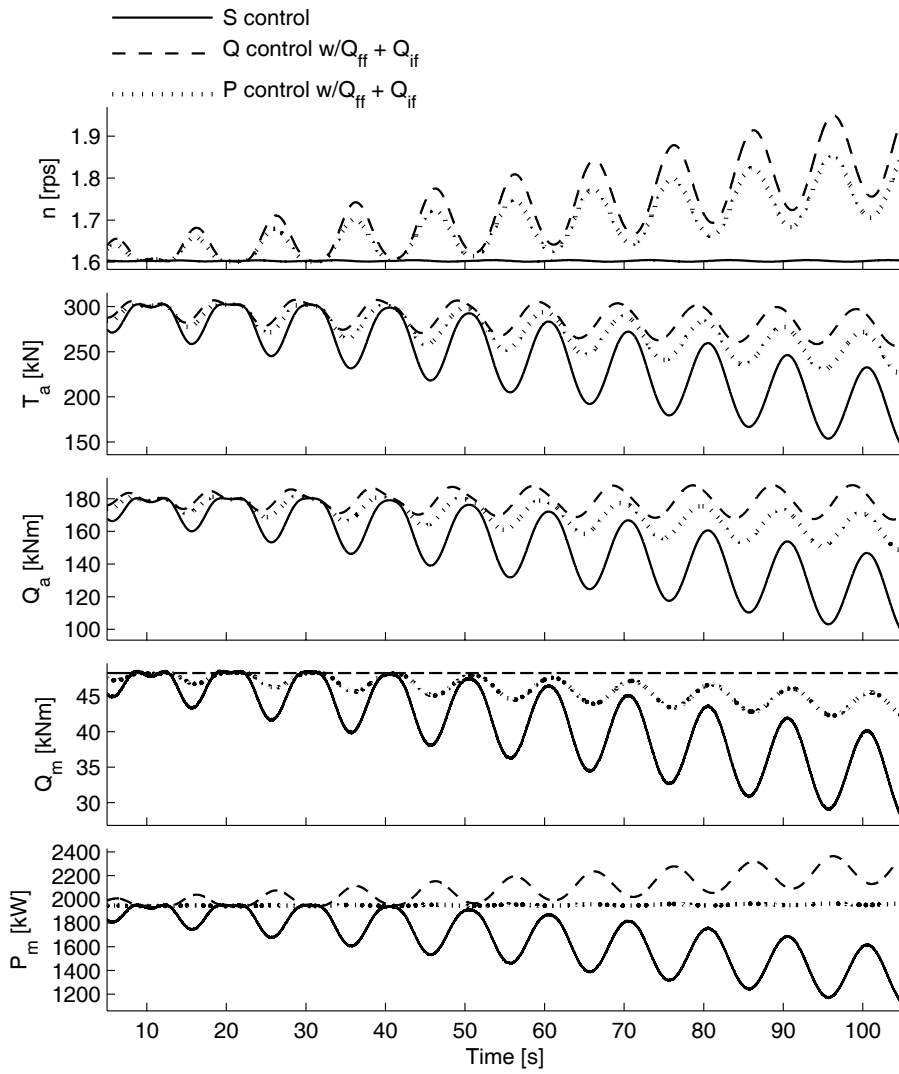 S control
Q control w/Q_ff + Q_if
P control w/Q_ff + Q_if
n [rps]
1.9
1.8
1.7
1.6
T_a [kN]
300
250
200
150
Q_a [kNm]
180
160
140
120
100
Q_m [kNm]
45
40
35
30
P_m [kW]
2400
2200
2000
1800
1600
1400
1200
10 20 30 40 50 60 70 80 90 100
Time [s]